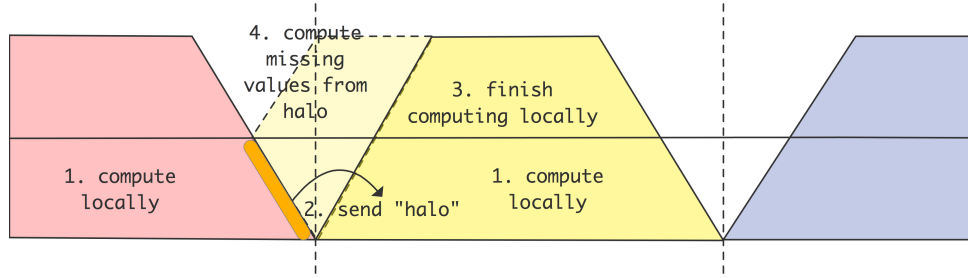 4. compute
missing
values from
halo
3. finish
computing locally
1. compute
locally
1. compute
locally
2. send "halo"